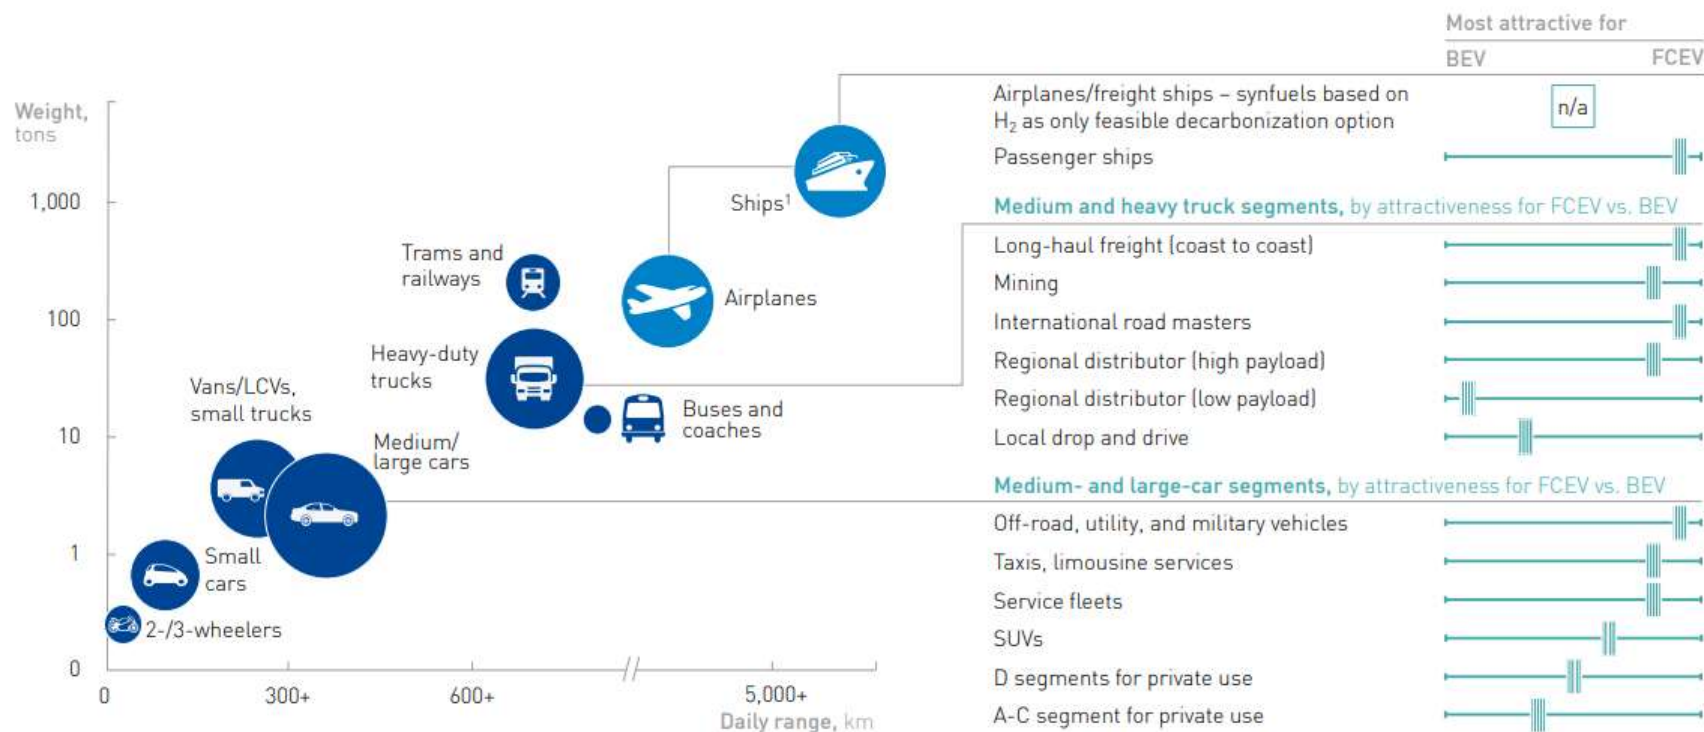 Most attractive for
BEV
FCEV
Weight,
tons
1,000
100
10
1
0
0
300+
600+
5,000+
Daily range, km
Ships¹
Trams and
railways
Airplanes
Heavy-duty
trucks
Buses and
coaches
Vans/LCVs,
small trucks
Medium/
large cars
Small
cars
2-/3-wheelers
Airplanes/freight ships – synfuels based on
H₂ as only feasible decarbonization option
n/a
Passenger ships
Medium and heavy truck segments, by attractiveness for FCEV vs. BEV
Long-haul freight (coast to coast)
Mining
International road masters
Regional distributor (high payload)
Regional distributor (low payload)
Local drop and drive
Medium- and large-car segments, by attractiveness for FCEV vs. BEV
Off-road, utility, and military vehicles
Taxis, limousine services
Service fleets
SUVs
D segments for private use
A-C segment for private use